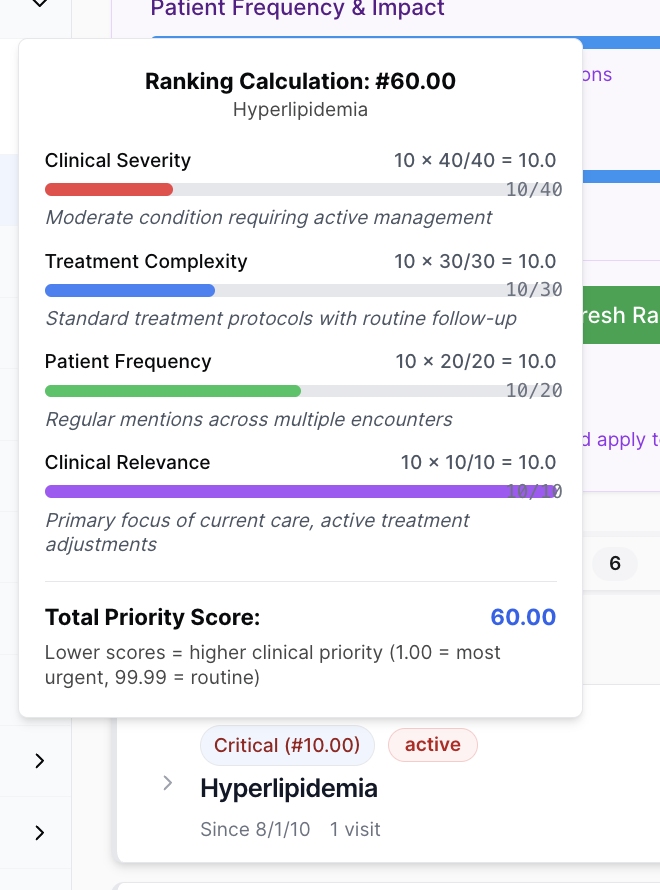 Patient Frequency & Impact
ons
Ranking Calculation: #60.00
Hyperlipidemia
Clinical Severity 10 × 40/40 = 10.0
10/40
Moderate condition requiring active management
Treatment Complexity 10 × 30/30 = 10.0
10/30
Standard treatment protocols with routine follow-up
resh Ra
Patient Frequency 10 × 20/20 = 10.0
10/20
Regular mentions across multiple encounters
d apply t
Clinical Relevance 10 × 10/10 = 10.0
10/10
Primary focus of current care, active treatment
adjustments
6
Total Priority Score: 60.00
Lower scores = higher clinical priority (1.00 = most
urgent, 99.99 = routine)
Critical (#10.00) active
Hyperlipidemia
Since 8/1/10 1 visit